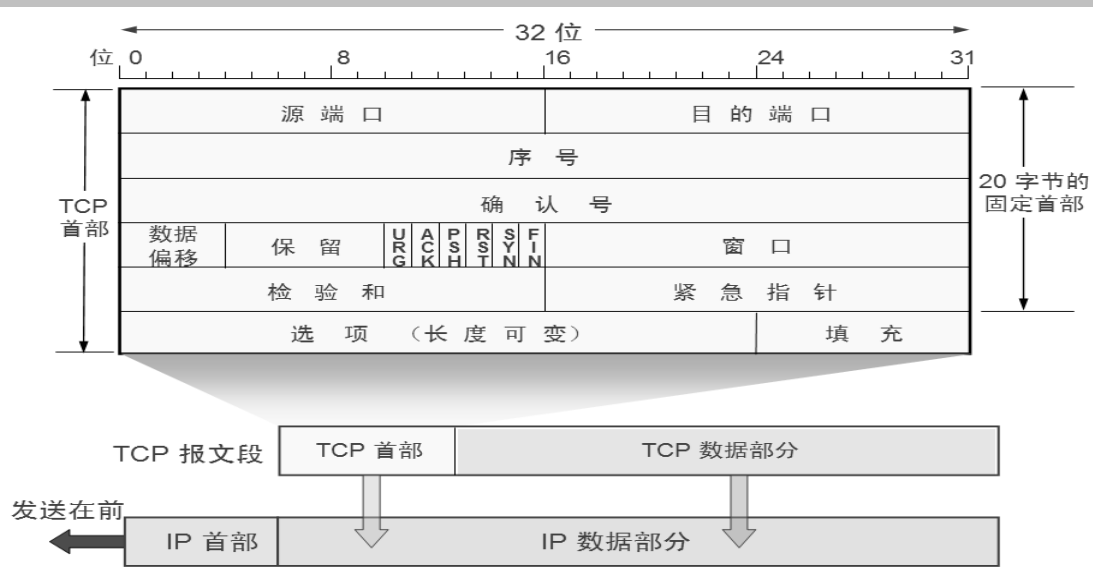 32 位
位 0 8 16 24 31
源 端 口 目 的 端 口
序 号
确 认 号
TCP
首部
20 字节的
固定首部
数据
偏移
保 留
URG ACK PSH RST SYN FIN
窗 口
检 验 和 紧 急 指 针
选 项 （长 度 可 变） 填 充
TCP 报文段 TCP 首部 TCP 数据部分
发送在前
IP 首部 IP 数据部分